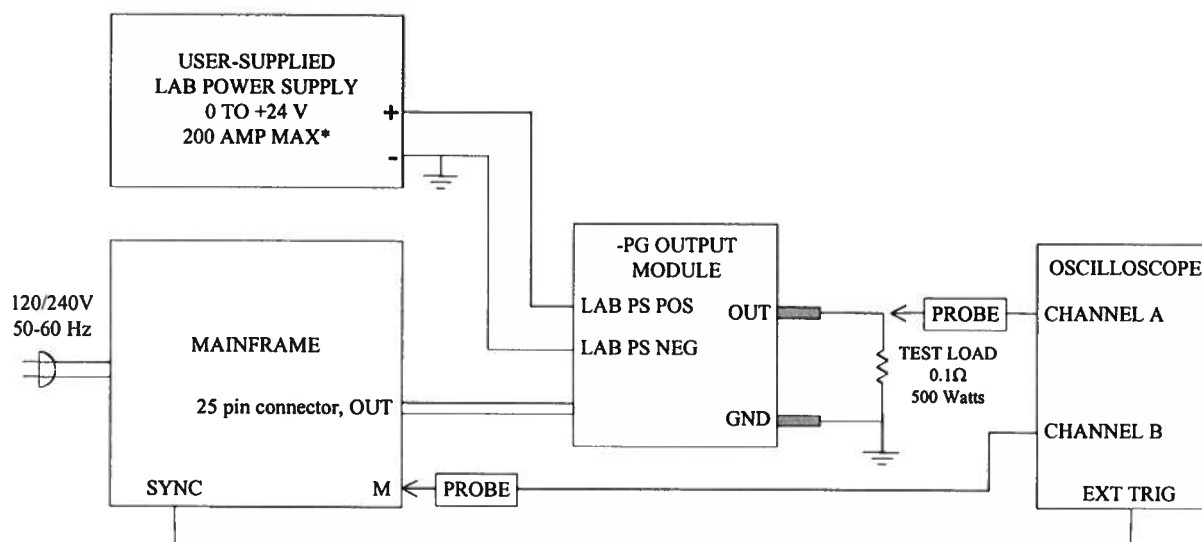 USER-SUPPLIED
LAB POWER SUPPLY
0 TO +24 V
200 AMP MAX*
+
-
-PG OUTPUT
MODULE
LAB PS POS
LAB PS NEG
OUT
GND
OSCILLOSCOPE
CHANNEL A
CHANNEL B
EXT TRIG
PROBE
TEST LOAD
0.1Ω
500 Watts
120/240V
50-60 Hz
MAINFRAME
25 pin connector, OUT
SYNC
M
PROBE